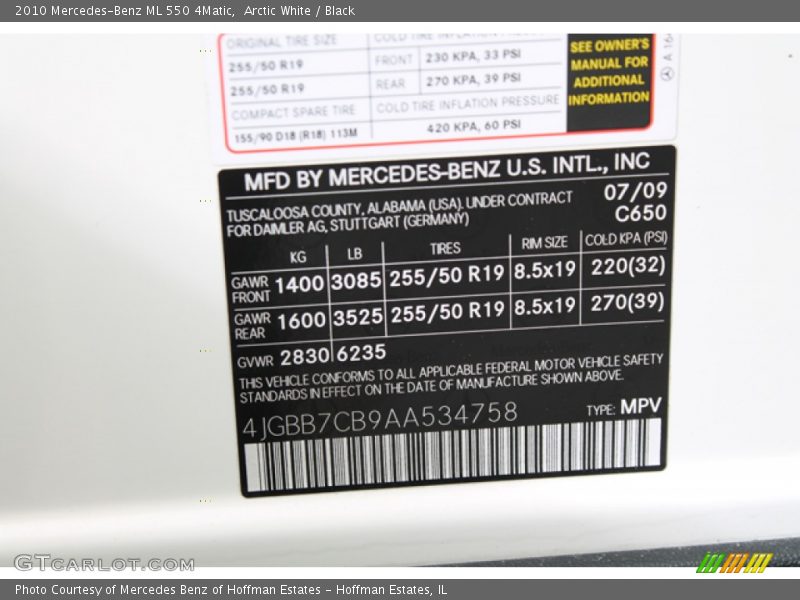 2010 Mercedes-Benz ML 550 4Matic,  Arctic White / Black
ORIGINAL TIRE SIZE
COLD TIRE INFLATION PRESSURE
255/50 R19 FRONT 230 KPA, 33 PSI
255/50 R19 REAR 270 KPA, 39 PSI
COMPACT SPARE TIRE COLD TIRE INFLATION PRESSURE
155/90 D18 (R18) 113M 420 KPA, 60 PSI
SEE OWNER'S
MANUAL FOR
ADDITIONAL
INFORMATION
MFD BY MERCEDES-BENZ U.S. INTL., INC
TUSCALOOSA COUNTY, ALABAMA (USA). UNDER CONTRACT 07/09
FOR DAIMLER AG, STUTTGART (GERMANY) C650
KG LB TIRES RIM SIZE COLD KPA (PSI)
GAWR FRONT 1400 3085 255/50 R19 8.5x19 220(32)
GAWR REAR 1600 3525 255/50 R19 8.5x19 270(39)
GVWR 2830 6235
THIS VEHICLE CONFORMS TO ALL APPLICABLE FEDERAL MOTOR VEHICLE SAFETY
STANDARDS IN EFFECT ON THE DATE OF MANUFACTURE SHOWN ABOVE.
4JGBB7CB9AA534758 TYPE: MPV
GTCARLOT.COM
Photo Courtesy of Mercedes Benz of Hoffman Estates - Hoffman Estates, IL